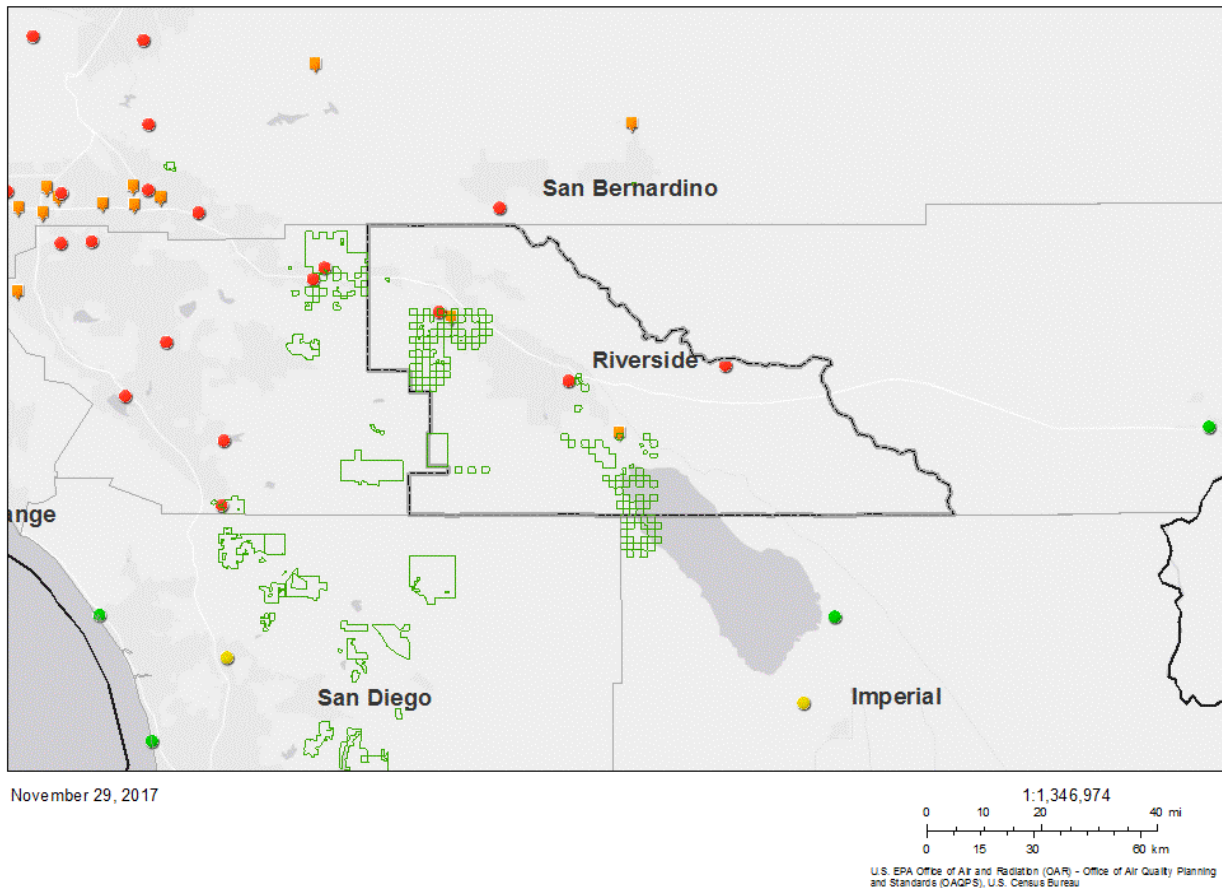 San Bernardino
Riverside
ange
San Diego
Imperial
November 29, 2017
1:1,346,974
0 10 20 40 mi
0 15 30 60 km
U.S. EPA Office of Air and Radiation (OAR) - Office of Air Quality Planning
and Standards (OAQPS), U.S. Census Bureau